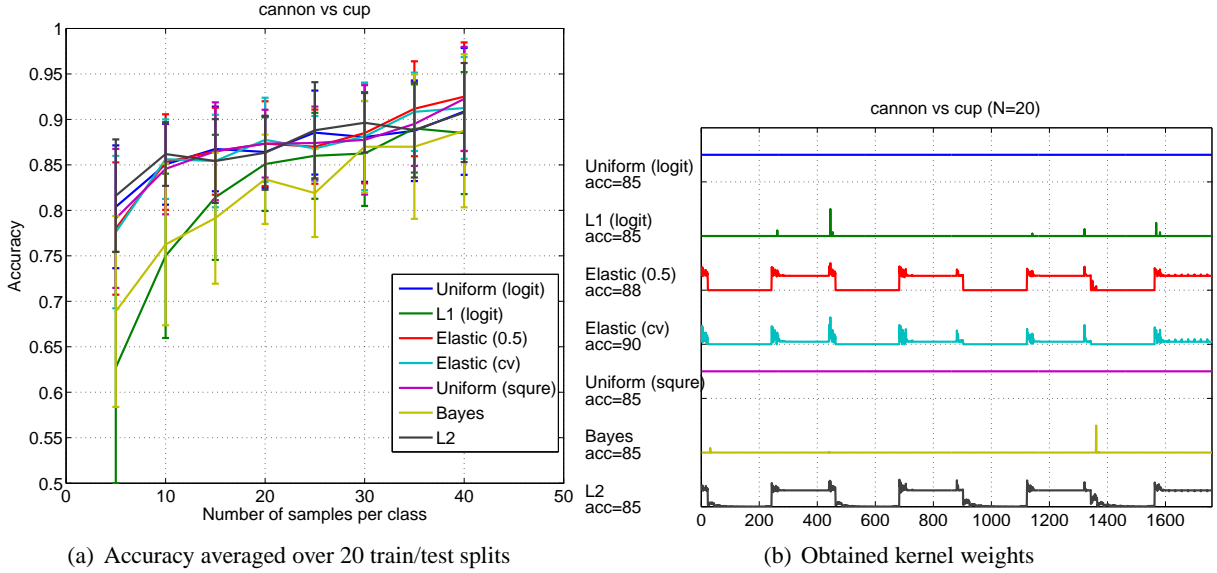 cannon vs cup
1
0.95
0.9
0.85
0.8
0.75
0.7
0.65
0.6
0.55
0.5
Accuracy
0 10 20 30 40 50
Number of samples per class
Uniform (logit)
L1 (logit)
Elastic (0.5)
Elastic (cv)
Uniform (squre)
Bayes
L2
(a) Accuracy averaged over 20 train/test splits
cannon vs cup (N=20)
Uniform (logit)
acc=85
L1 (logit)
acc=85
Elastic (0.5)
acc=88
Elastic (cv)
acc=90
Uniform (squre)
acc=85
Bayes
acc=85
L2
acc=85
0 200 400 600 800 1000 1200 1400 1600
(b) Obtained kernel weights